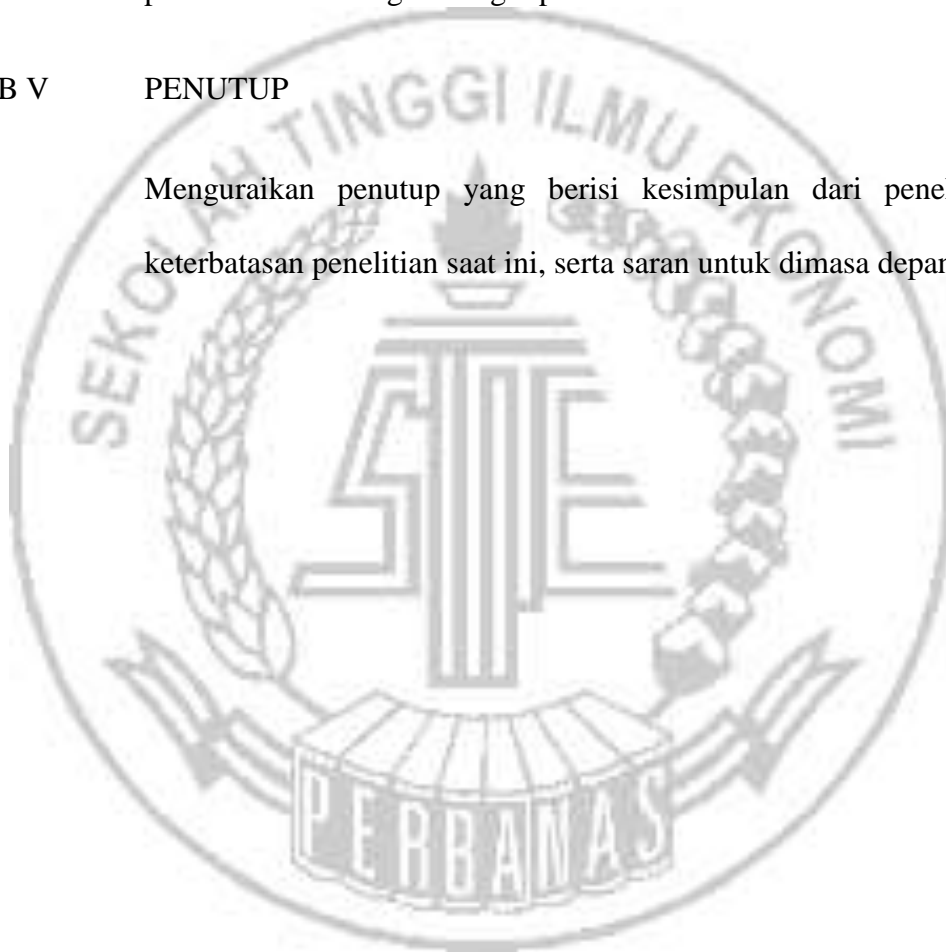 B V PENUTUP
Menguraikan penutup yang berisi kesimpulan dari penel
keterbatasan penelitian saat ini, serta saran untuk dimasa depan
SEKOLAH TINGGI ILMU EKONOMI
STIE
PERBANAS